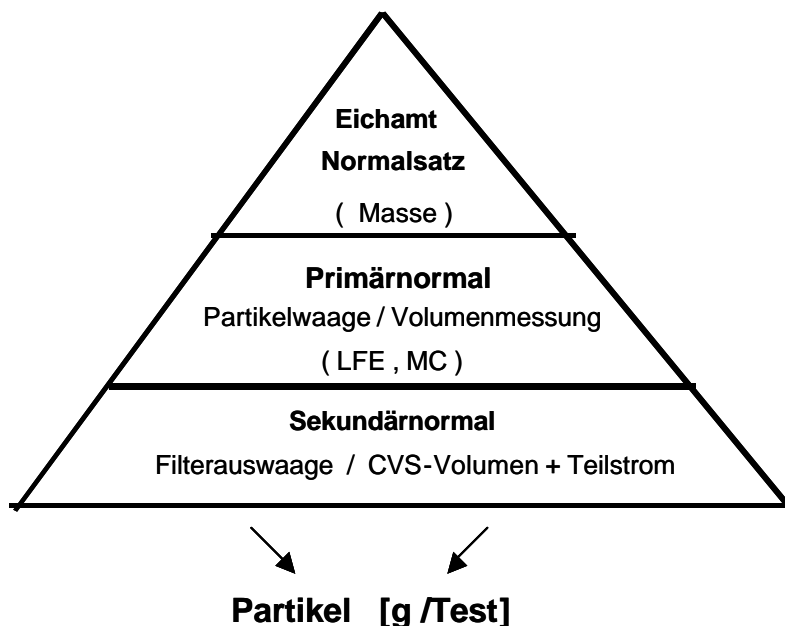 Eichamt
Normalsatz
( Masse )
Primärnormal
Partikelwaage / Volumenmessung
( LFE , MC )
Sekundärnormal
Filterauswaage / CVS-Volumen + Teilstrom
Partikel [g /Test]